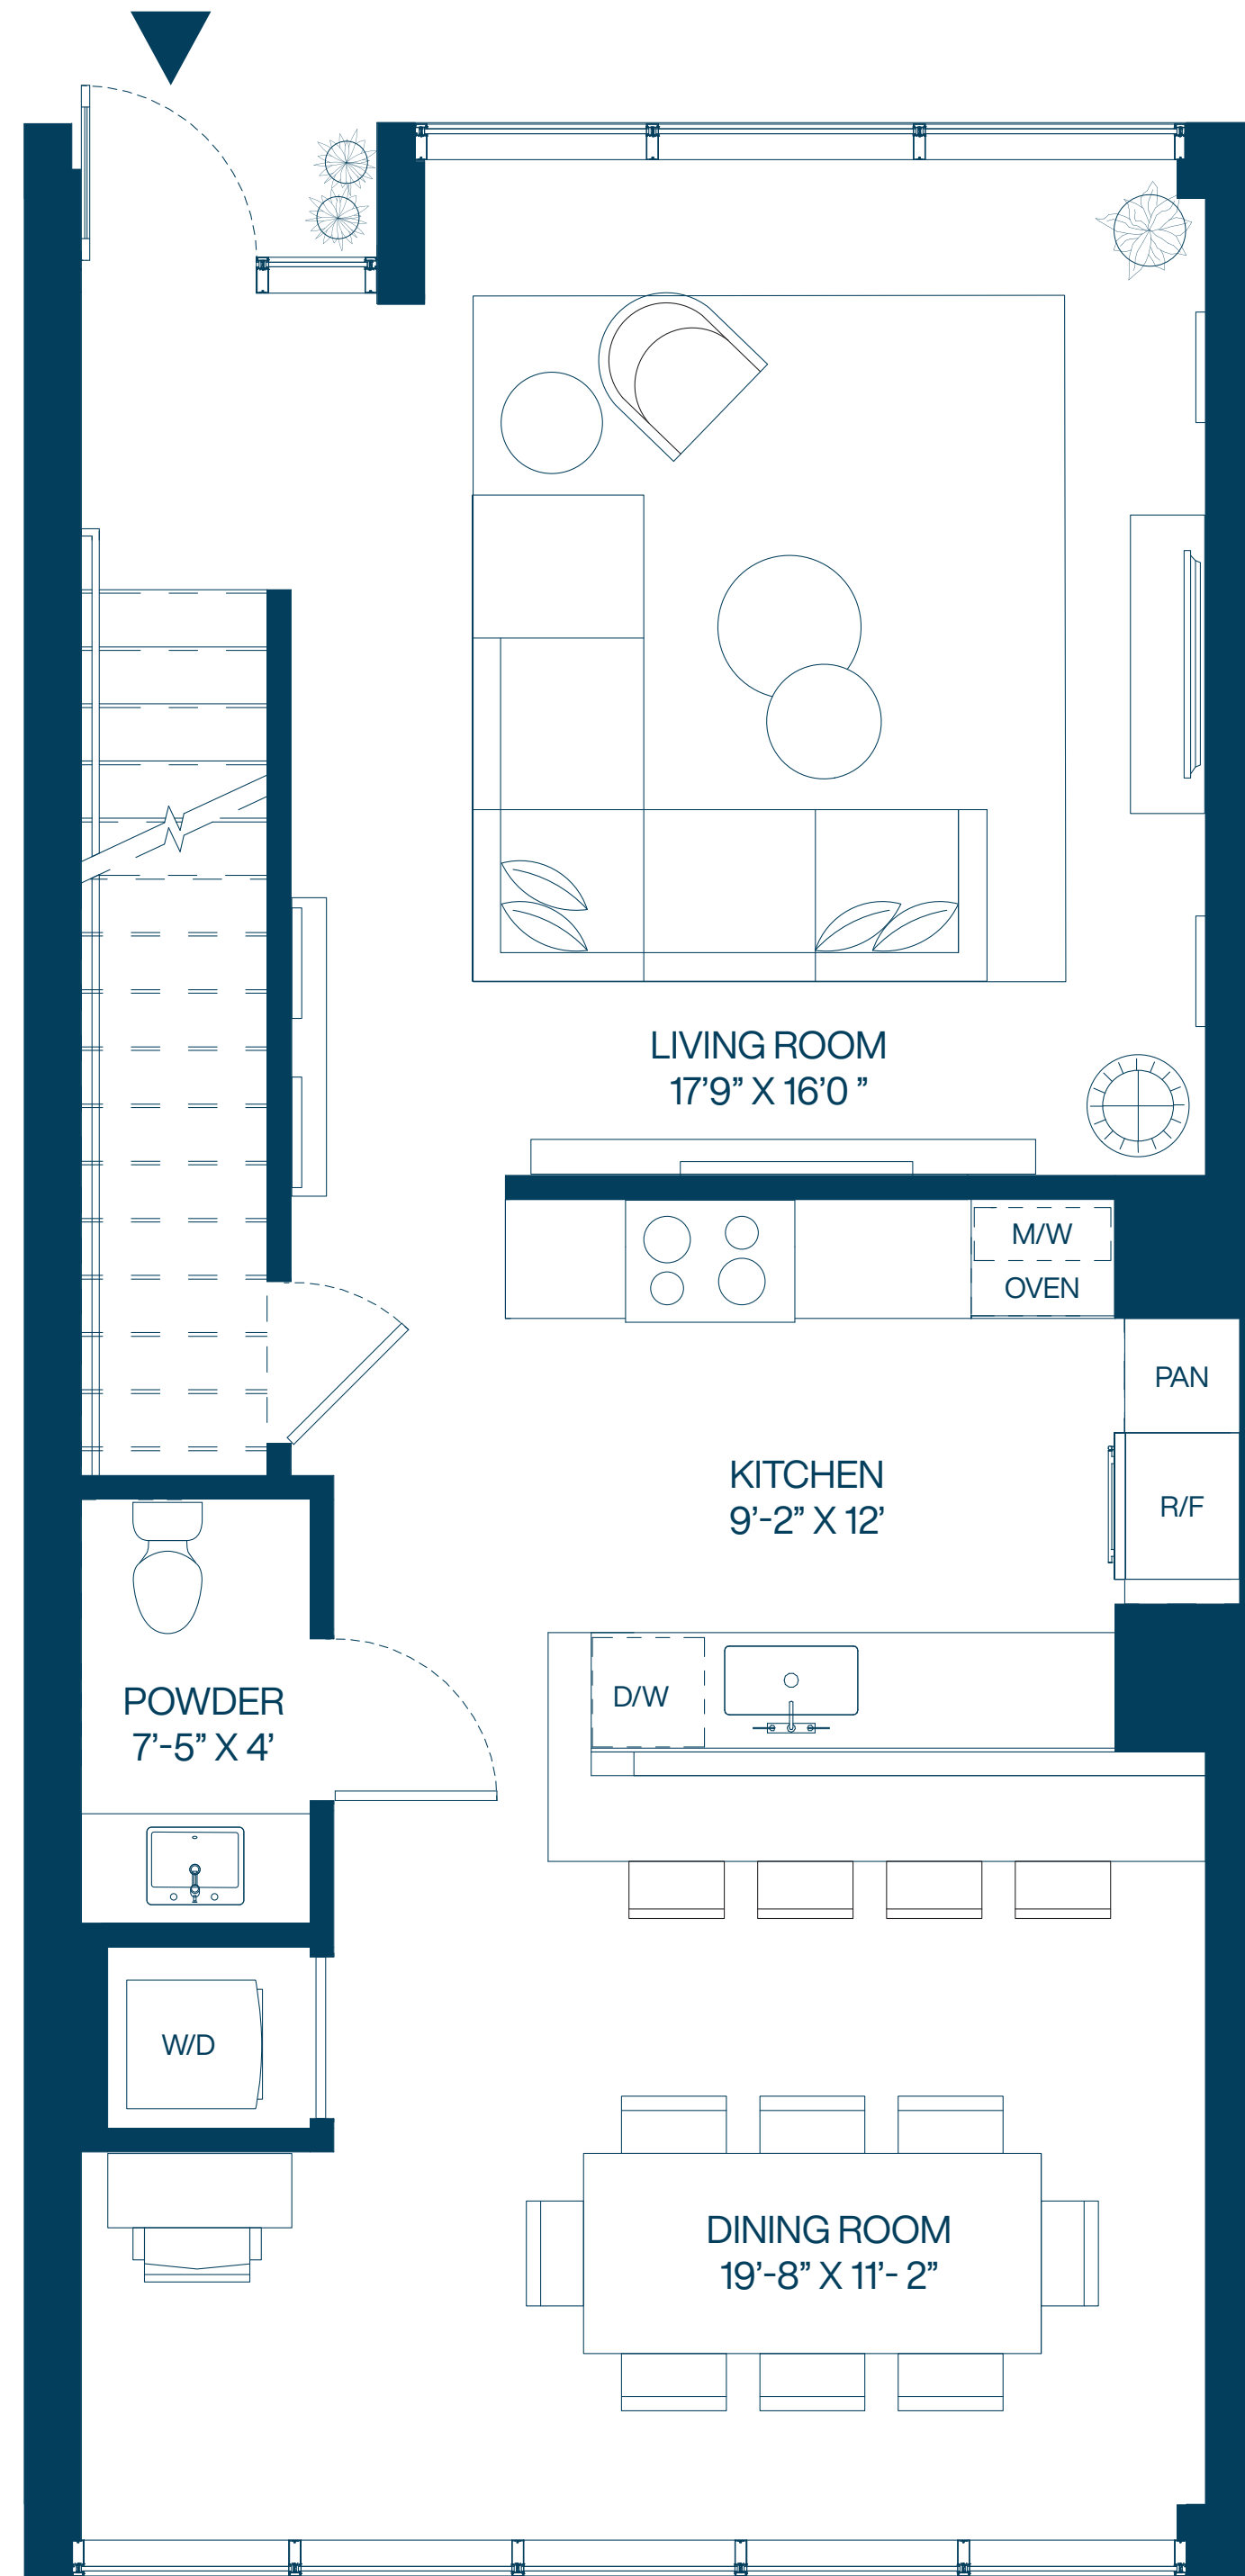 LIVING ROOM
17’9” X 16’0 ”
M/W
OVEN
PAN
KITCHEN
9’-2” X 12’
R/F
D/W
POWDER
7’-5” X 4’
W/D
DINING ROOM
19’-8” X 11’- 2”